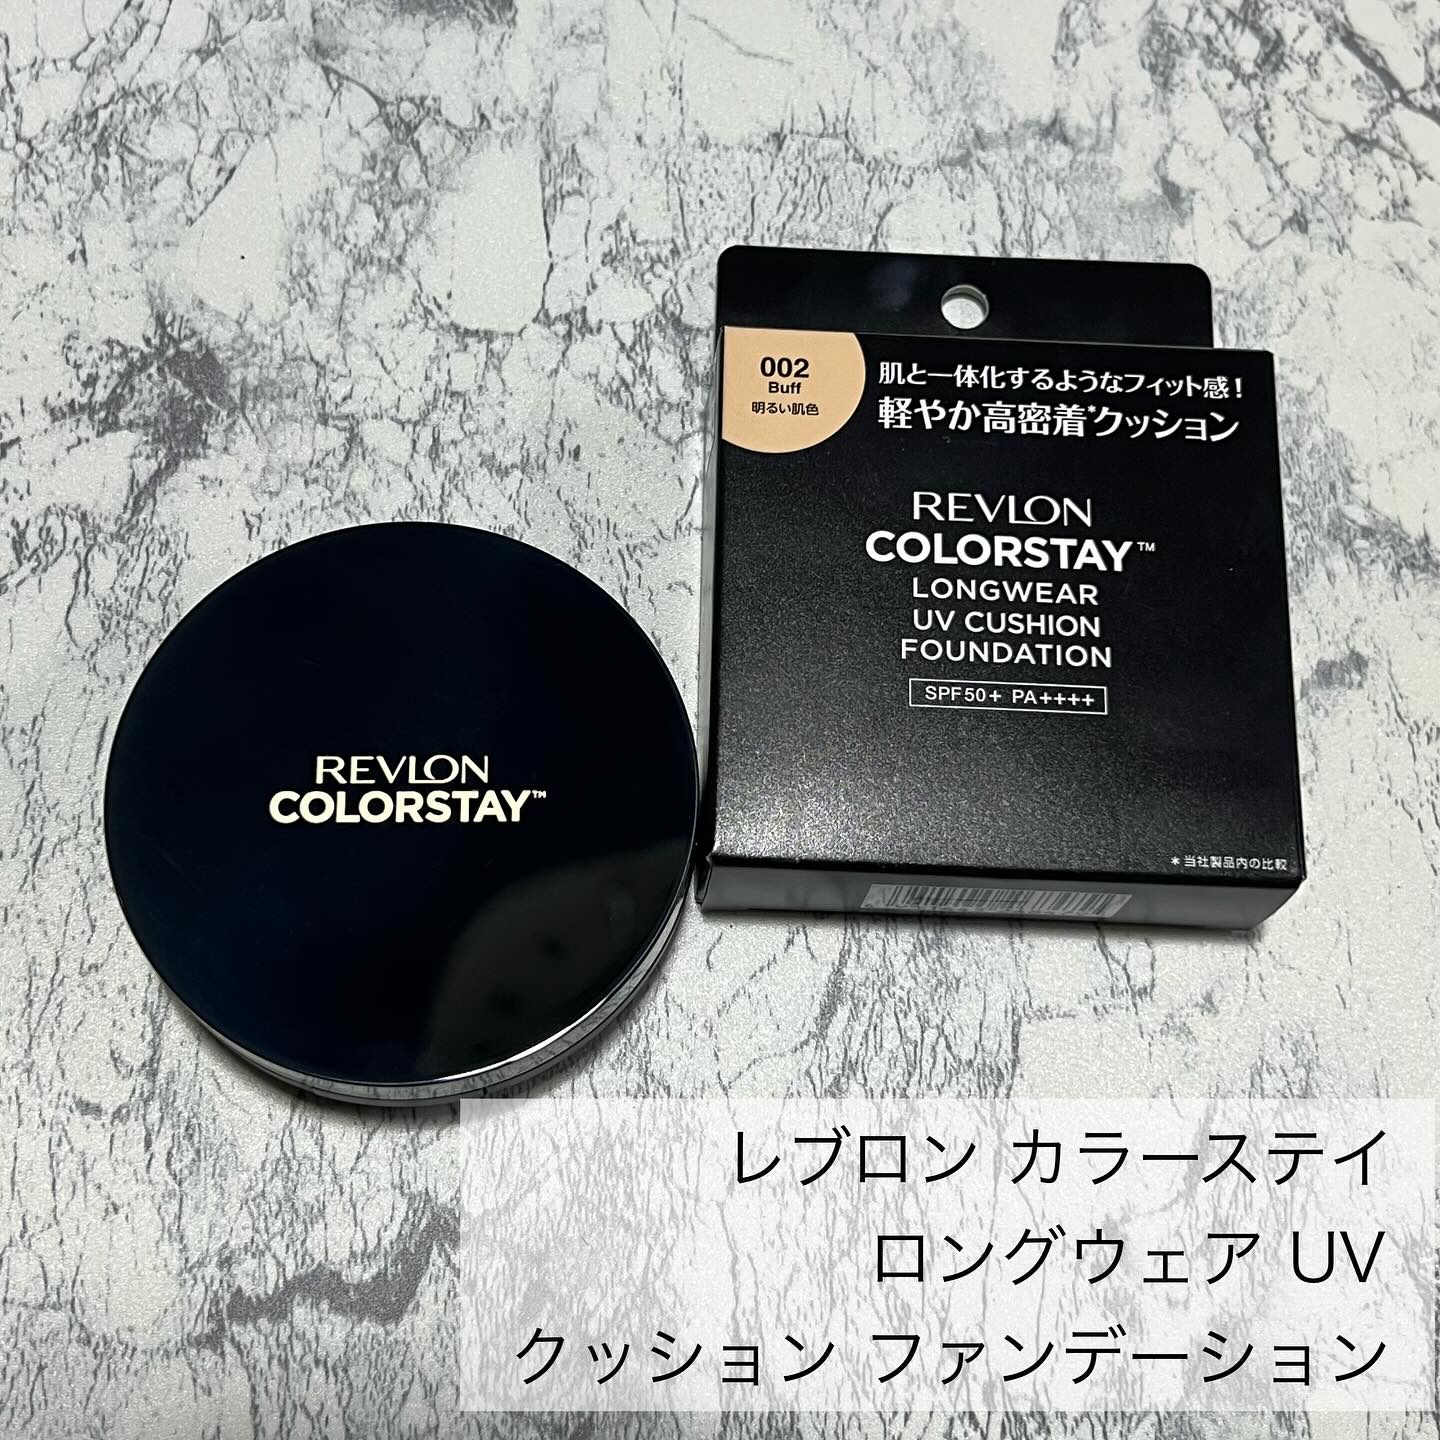 002
Buff
明るい肌色
肌と一体化するようなフィット感！
軽やか高密着*クッション
REVLON
COLORSTAY™
LONGWEAR
UV CUSHION
FOUNDATION
SPF50+ PA++++
＊当社製品内の比較
REVLON
COLORSTAY™
レブロン カラーステイ
ロングウェア UV
クッション ファンデーション